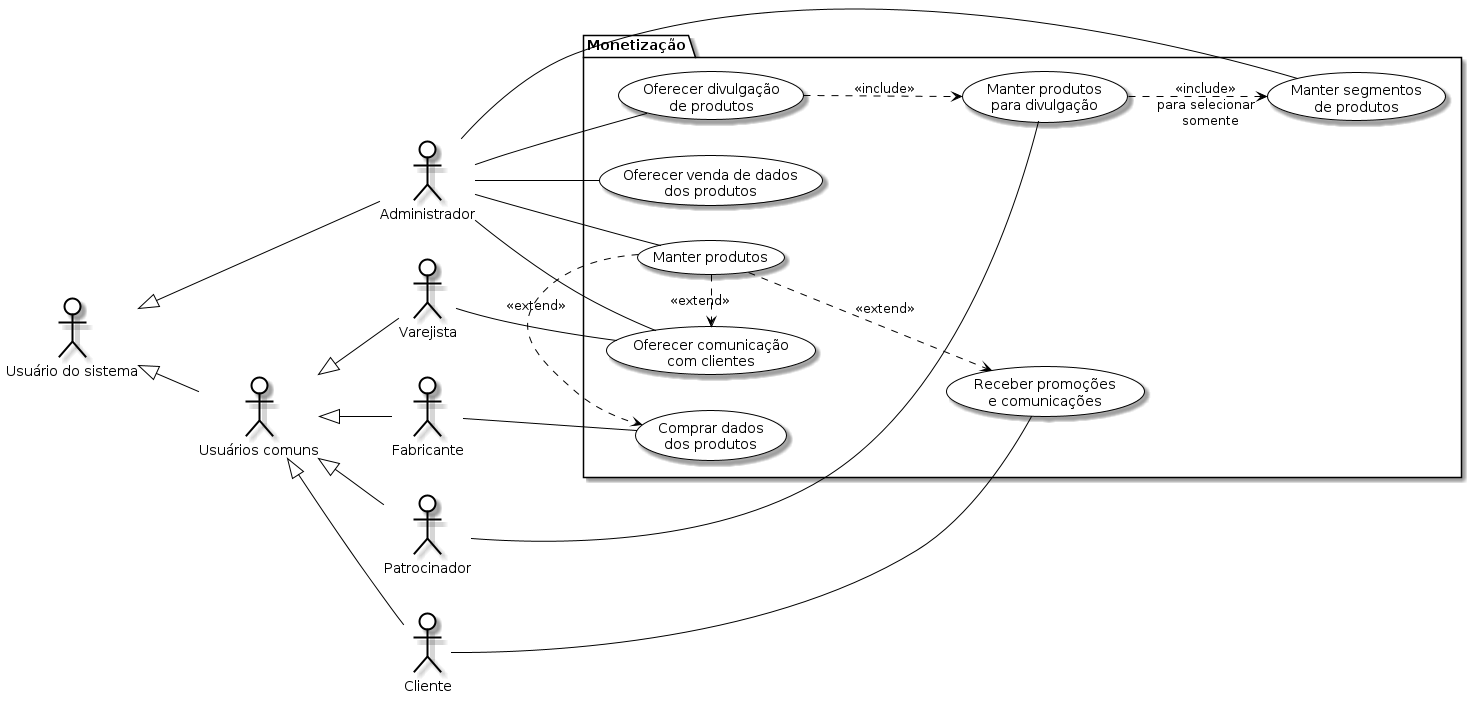 Monetização
Oferecer divulgação
de produtos
«include»
Manter produtos
para divulgação
«include»
para selecionar
somente
Manter segmentos
de produtos
Oferecer venda de dados
dos produtos
Administrador
Manter produtos
«extend»
«extend»
«extend»
Varejista
Oferecer comunicação
com clientes
Usuário do sistema
Receber promoções
e comunicações
Usuários comuns
Fabricante
Comprar dados
dos produtos
Patrocinador
Cliente